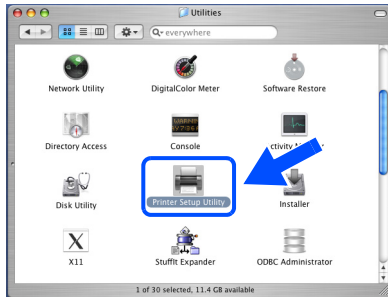 Utilities
everywhere
Network Utility
DigitalColor Meter
Software Restore
Directory Access
Console
Disk Utility
Printer Setup Utility
Installer
X11
StuffIt Expander
ODBC Administrator
1 of 30 selected, 11.4 GB available